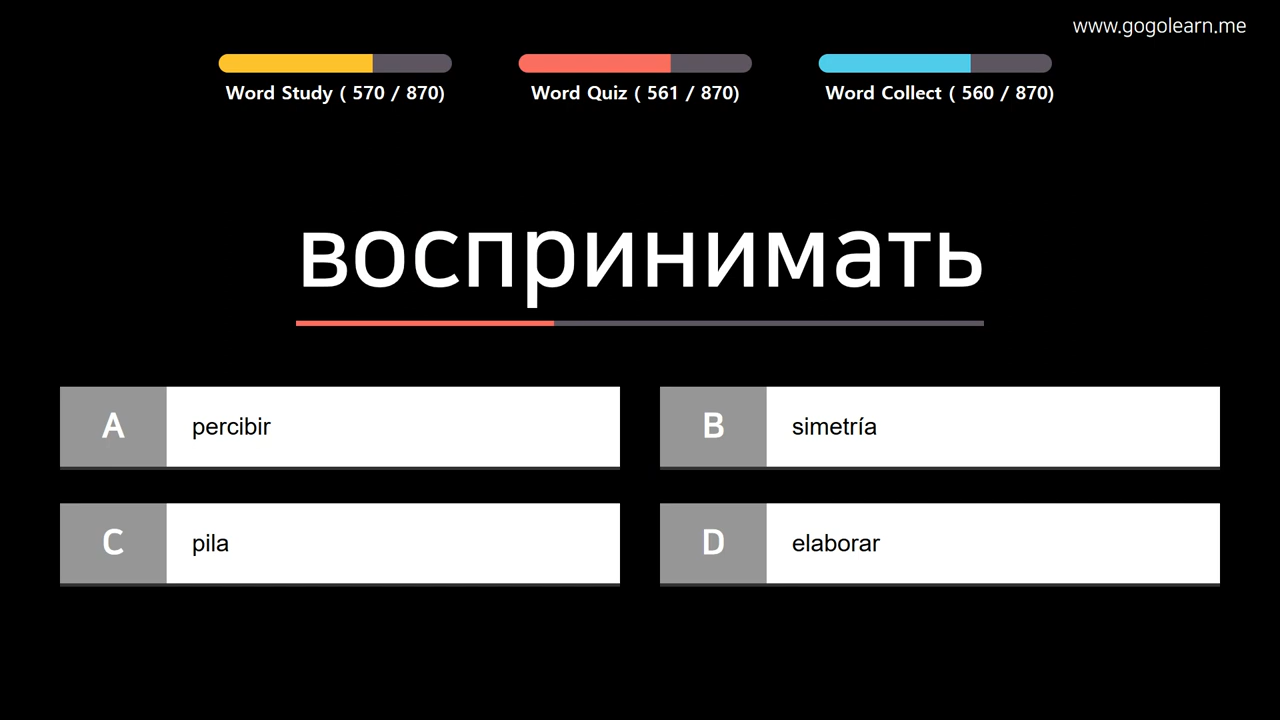 www.gogolearn.me
Word Study ( 570 / 870)
Word Quiz ( 561 / 870)
Word Collect ( 560 / 870)
воспринимать
A percibir
B simetría
C pila
D elaborar